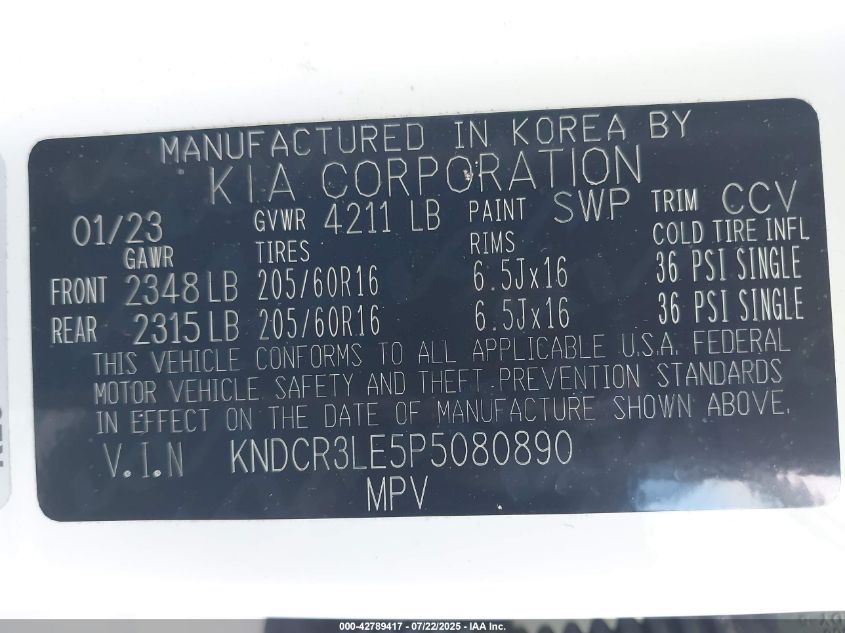 MANUFACTURED IN KOREA BY
KIA CORPORATION
01/23 GVWR 4211 LB PAINT SWP TRIM CCV
GAWR TIRES RIMS COLD TIRE INFL
FRONT 2348 LB 205/60R16 6.5Jx16 36 PSI SINGLE
REAR 2315 LB 205/60R16 6.5Jx16 36 PSI SINGLE
THIS VEHICLE CONFORMS TO ALL APPLICABLE U.S.A. FEDERAL
MOTOR VEHICLE SAFETY AND THEFT PREVENTION STANDARDS
IN EFFECT ON THE DATE OF MANUFACTURE SHOWN ABOVE.
V.I.N KNDCR3LE5P5080890
MPV
000-42789417 - 07/22/2025 - IAA Inc.